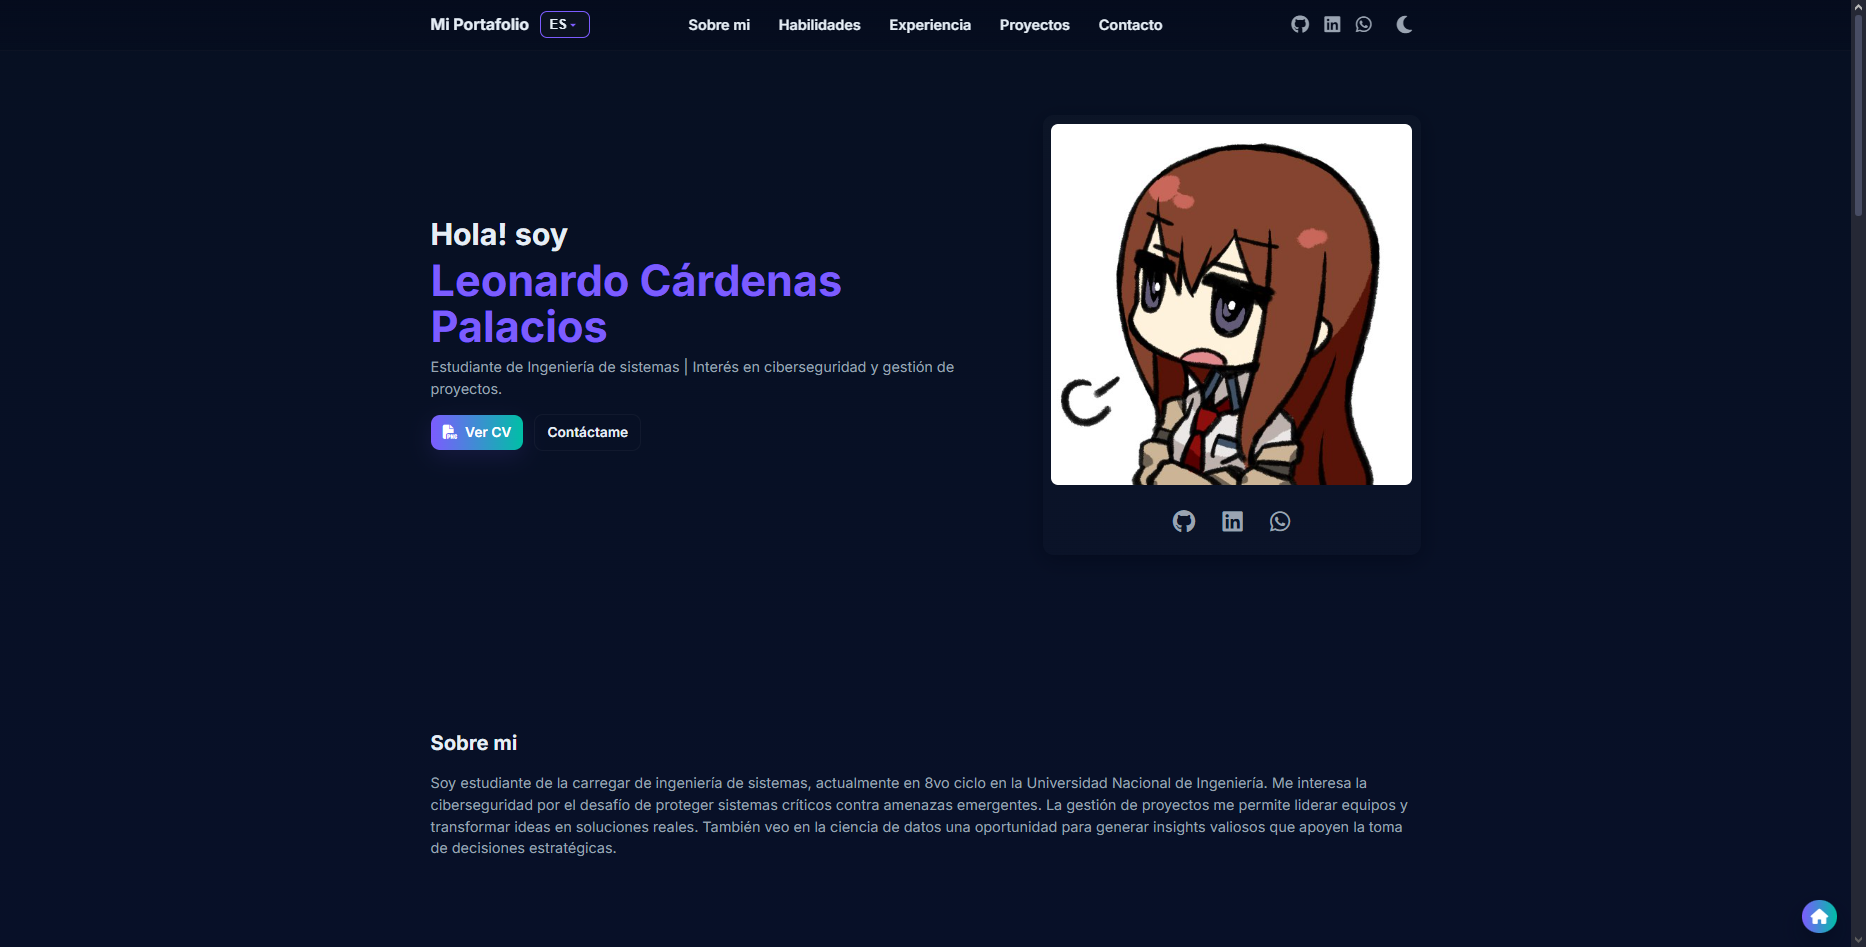 Mi Portafolio ES Sobre mi Habilidades Experiencia Proyectos Contacto
Hola! soy
Leonardo Cárdenas
Palacios
Estudiante de Ingeniería de sistemas | Interés en ciberseguridad y gestión de
proyectos.
Ver CV Contáctame
Sobre mi
Soy estudiante de la carregar de ingeniería de sistemas, actualmente en 8vo ciclo en la Universidad Nacional de Ingeniería. Me interesa la
ciberseguridad por el desafío de proteger sistemas críticos contra amenazas emergentes. La gestión de proyectos me permite liderar equipos y
transformar ideas en soluciones reales. También veo en la ciencia de datos una oportunidad para generar insights valiosos que apoyen la toma
de decisiones estratégicas.